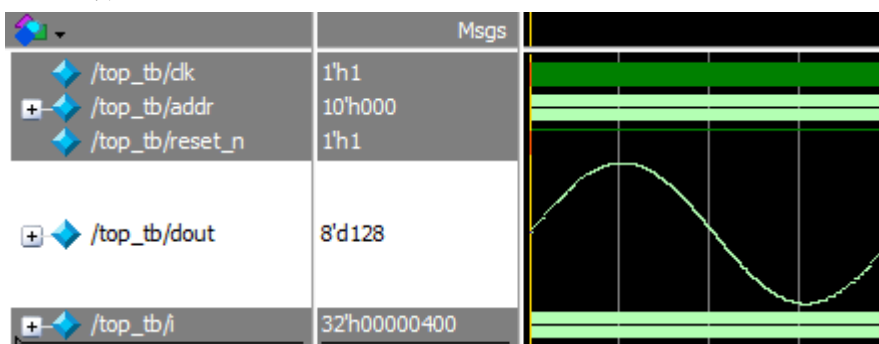 Msgs
/top_tb/clk 1'h1
/top_tb/addr 10'h000
/top_tb/reset_n 1'h1
/top_tb/dout 8'd128
/top_tb/i 32'h00000400